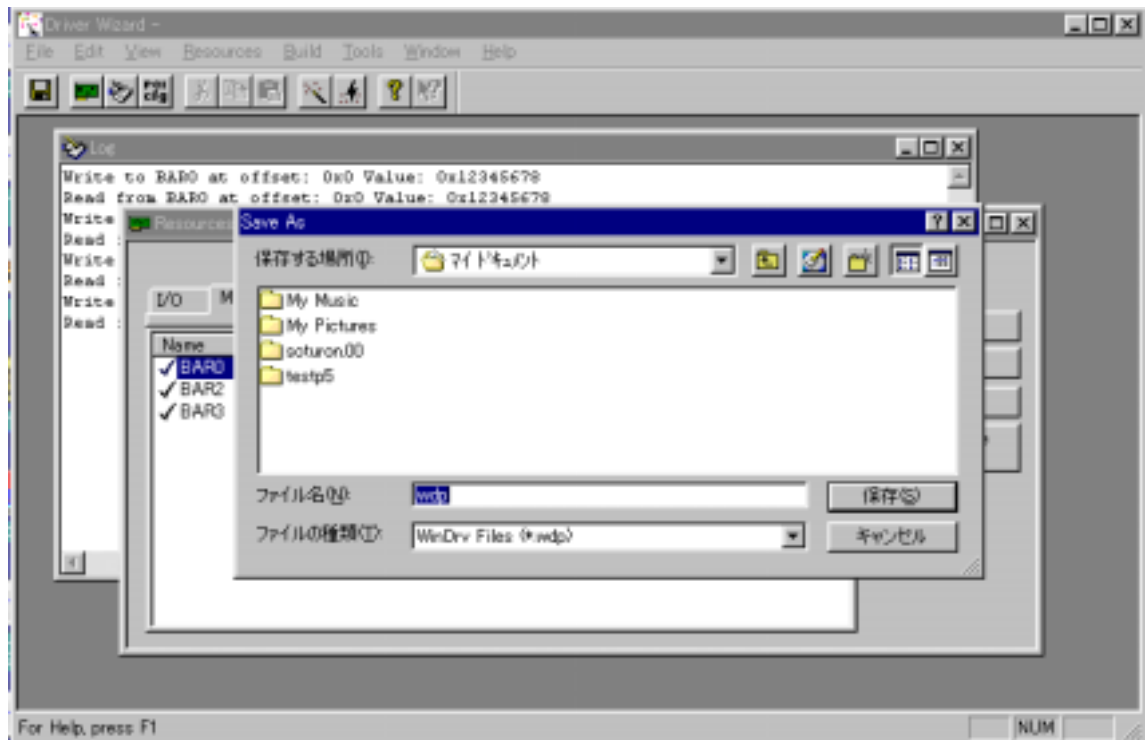 Driver Wizard -
File Edit View Resources Build Tools Window Help
Log
Write to BAR0 at offset: 0x0 Value: 0x12345678
Read from BAR0 at offset: 0x0 Value: 0x12345678
Write
Read :
Write
Read :
Write
Read :
Resources
I/O M
Name
BAR0
BAR2
BAR3
Save As
保存する場所(I):
マイ ドキュメント
My Music
My Pictures
soturon.00
testp5
ファイル名(N):
wdp
保存(S)
ファイルの種類(T):
WinDrv Files (*.wdp)
キャンセル
For Help, press F1
NUM